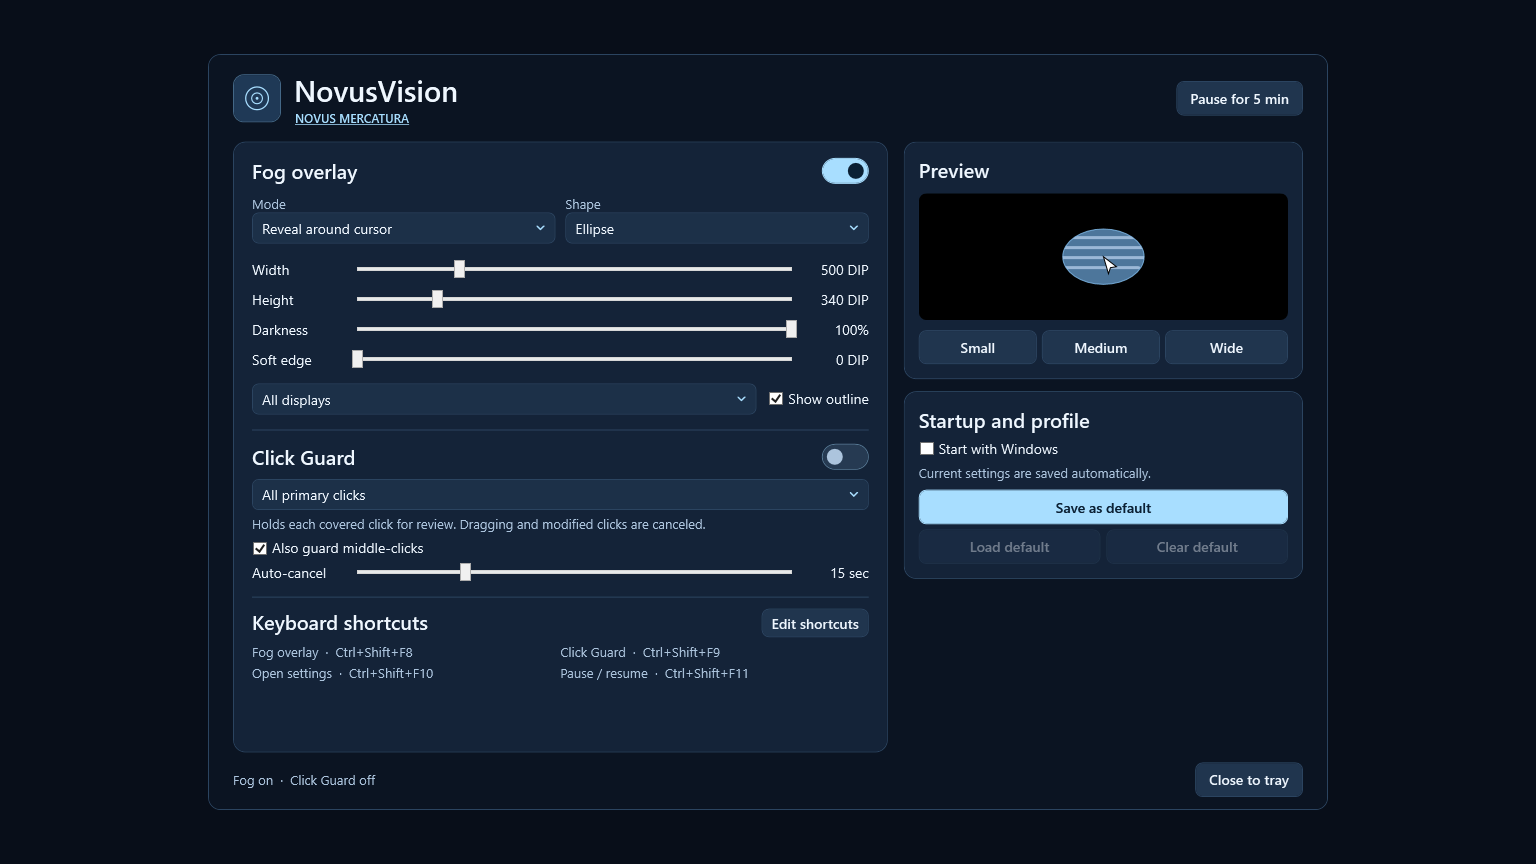 NovusVision
NOVUS MERCATURA
Pause for 5 min
Fog overlay
Mode
Shape
Reveal around cursor
Ellipse
Width 500 DIP
Height 340 DIP
Darkness 100%
Soft edge 0 DIP
All displays
Show outline
Click Guard
All primary clicks
Holds each covered click for review. Dragging and modified clicks are canceled.
Also guard middle-clicks
Auto-cancel 15 sec
Keyboard shortcuts
Edit shortcuts
Fog overlay · Ctrl+Shift+F8
Click Guard · Ctrl+Shift+F9
Open settings · Ctrl+Shift+F10
Pause / resume · Ctrl+Shift+F11
Preview
Small
Medium
Wide
Startup and profile
Start with Windows
Current settings are saved automatically.
Save as default
Load default
Clear default
Fog on · Click Guard off
Close to tray